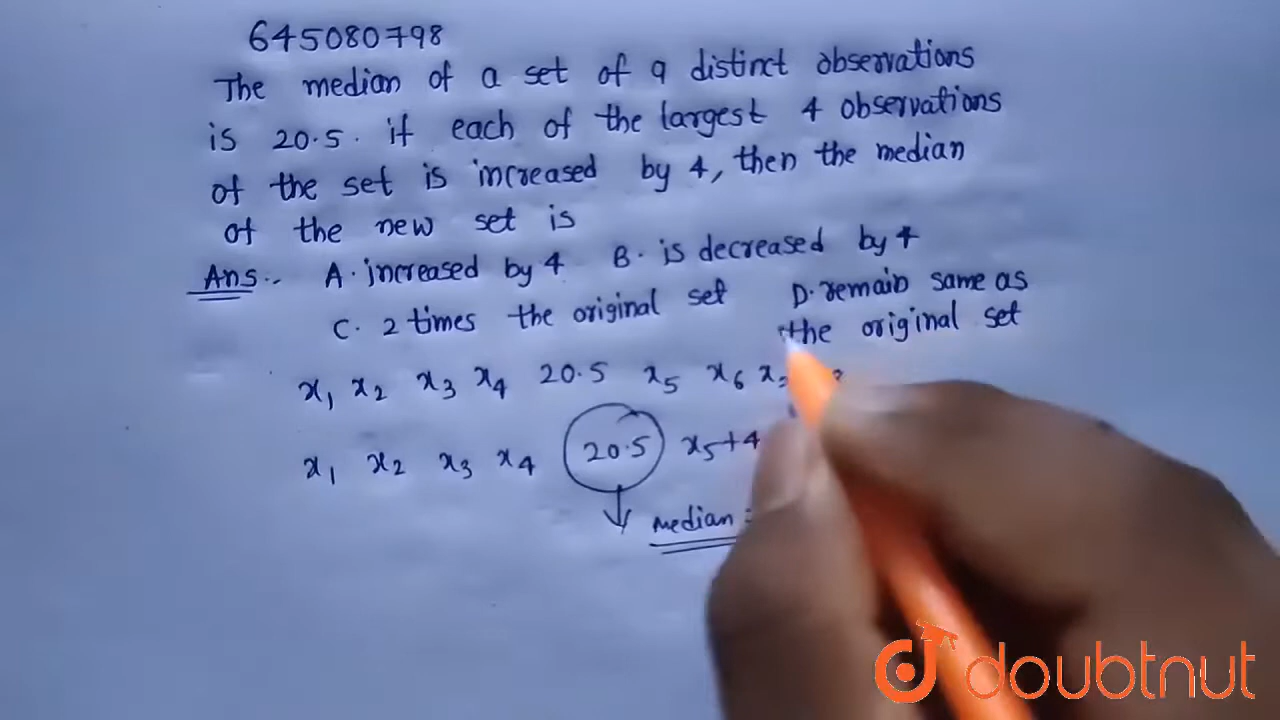 645080798
The median of a set of 9 distinct observations
is 20.5. if each of the largest 4 observations
of the set is increased by 4, then the median
of the new set is
Ans:- A. increased by 4 B. is decreased by 4
C. 2 times the original set D. remain same as
the original set
x1 x2 x3 x4 20.5 x5 x6
x1 x2 x3 x4 20.5 x5+4
median =
doubtnut